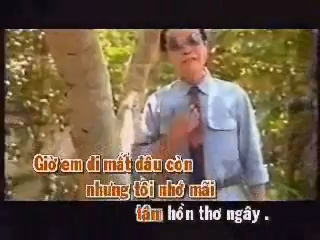 Giờ em đi mất đâu còn
nhưng tôi nhớ mãi
tâm hồn thơ ngây .